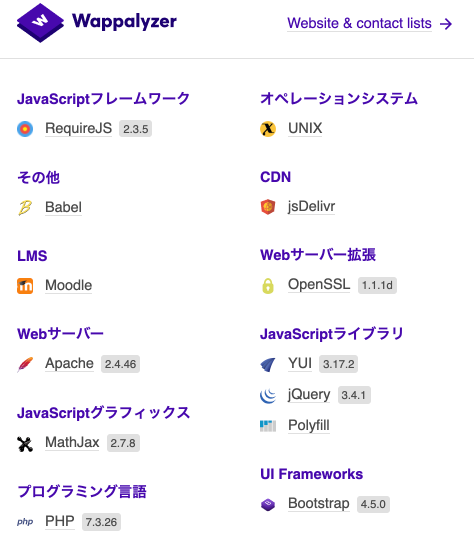 Wappalyzer
Website & contact lists →
JavaScriptフレームワーク
RequireJS 2.3.5
その他
Babel
LMS
Moodle
Webサーバー
Apache 2.4.46
JavaScriptグラフィックス
MathJax 2.7.8
プログラミング言語
php PHP 7.3.26
オペレーションシステム
UNIX
CDN
jsDelivr
Webサーバー拡張
OpenSSL 1.1.1d
JavaScriptライブラリ
YUI 3.17.2
jQuery 3.4.1
Polyfill
UI Frameworks
Bootstrap 4.5.0